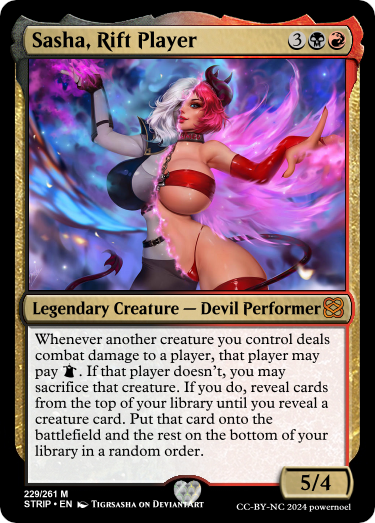 Sasha, Rift Player 3
Legendary Creature — Devil Performer
Whenever another creature you control deals
combat damage to a player, that player may
pay . If that player doesn't, you may
sacrifice that creature. If you do, reveal cards
from the top of your library until you reveal a
creature card. Put that card onto the
battlefield and the rest on the bottom of your
library in a random order.
5/4
229/261 M
STRIP • EN Tigrsasha on DeviantArt
CC-BY-NC 2024 powernoel